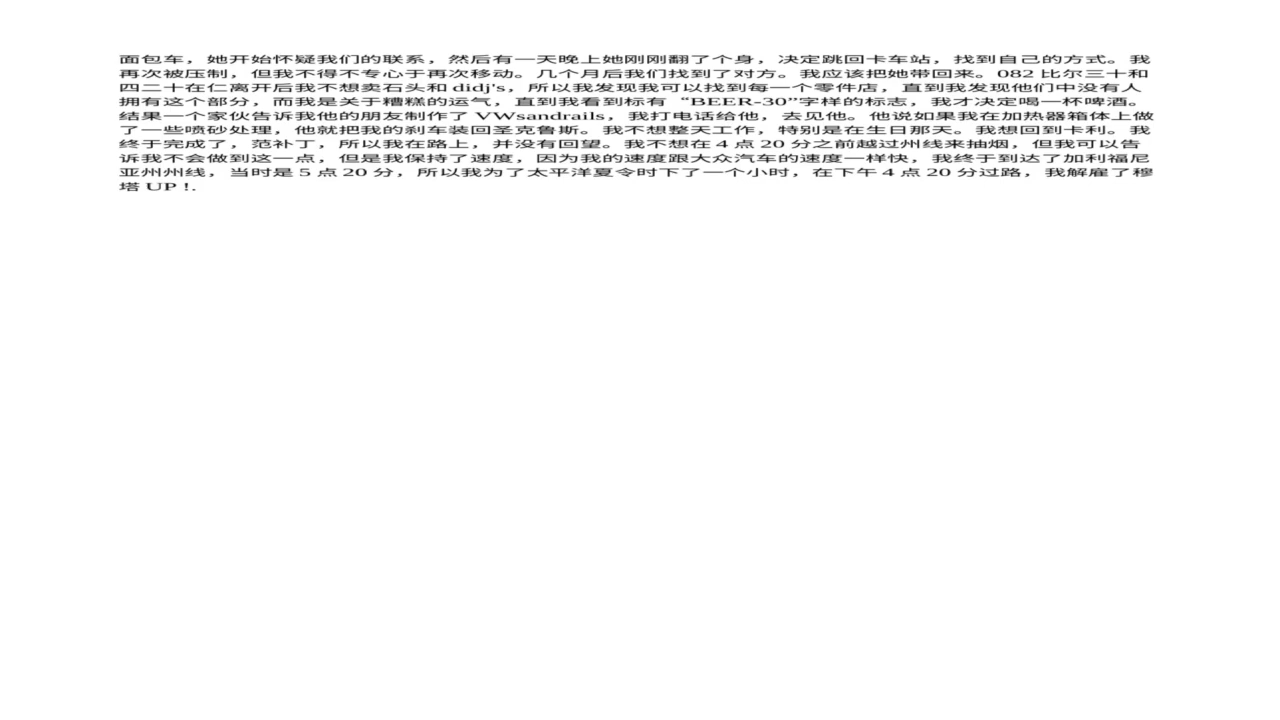 面包车，她开始怀疑我们的联系，然后有一天晚上她刚刚翻了个身，决定跳回卡车站，找到自己的方式。我
再次被压制，但我不得不专心于再次移动。几个月后我们找到了对方。我应该把她带回来。082 比尔三十和
四二十在仁离开后我不想卖石头和 didj's，所以我发现我可以找到每一个零件店，直到我发现他们中没有人
拥有这个部分，而我是关于糟糕的运气，直到我看到标有“BEER-30”字样的标志，我才决定喝一杯啤酒。
结果一个家伙告诉我他的朋友制作了 VWsandrails，我打电话给他，去见他。他说如果我在加热器箱体上做
了一些喷砂处理，他就把我的刹车装回圣克鲁斯。我不想整天工作，特别是在生日那天。我想回到卡利。我
终于完成了，范补丁，所以我在路上，并没有回望。我不想在 4 点 20 分之前越过州线来抽烟，但我可以告
诉我不会做到这一点，但是我保持了速度，因为我的速度跟大众汽车的速度一样快，我终于到达了加利福尼
亚州州线，当时是 5 点 20 分，所以我为了太平洋夏令时下了一个小时，在下午 4 点 20 分过路，我解雇了穆
塔 UP !.